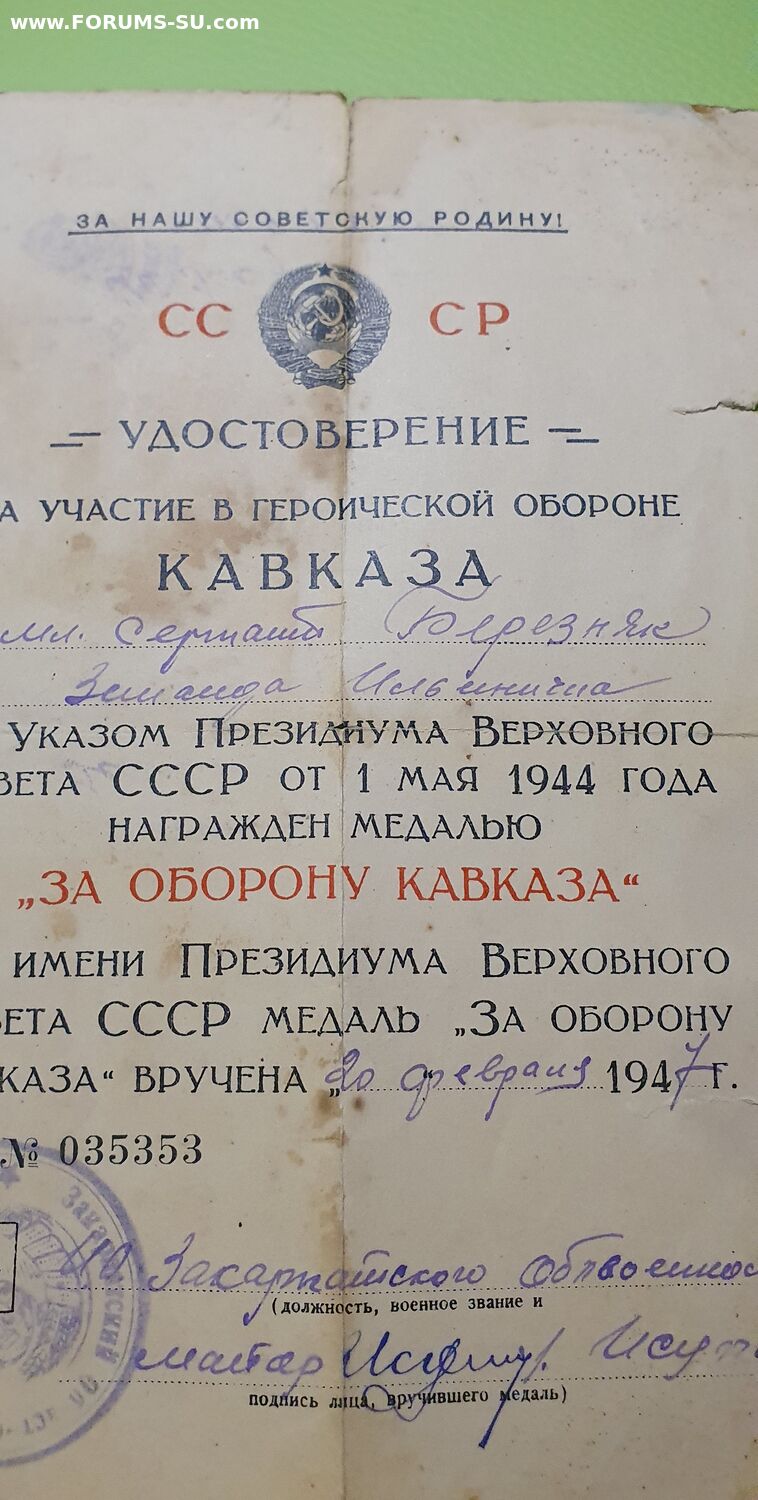 www.FORUMS-SU.com
ЗА НАШУ СОВЕТСКУЮ РОДИНУ!
СС СР
УДОСТОВЕРЕНИЕ
А УЧАСТИЕ В ГЕРОИЧЕСКОЙ ОБОРОНЕ
КАВКАЗА
мл. сержант Березняк
Зинаида Ильинична
УКАЗОМ ПРЕЗИДИУМА ВЕРХОВНОГО
ВЕТА СССР ОТ 1 МАЯ 1944 ГОДА
НАГРАЖДЕН МЕДАЛЬЮ
„ЗА ОБОРОНУ КАВКАЗА“
ИМЕНИ ПРЕЗИДИУМА ВЕРХОВНОГО
ВЕТА СССР МЕДАЛЬ „ЗА ОБОРОНУ
КАЗА“ ВРУЧЕНА „20 февраля 1947 г.
№ 035353
Закарпатского Облвоенно
(должность, военное звание и
майор
подпись лица, вручившего медаль)